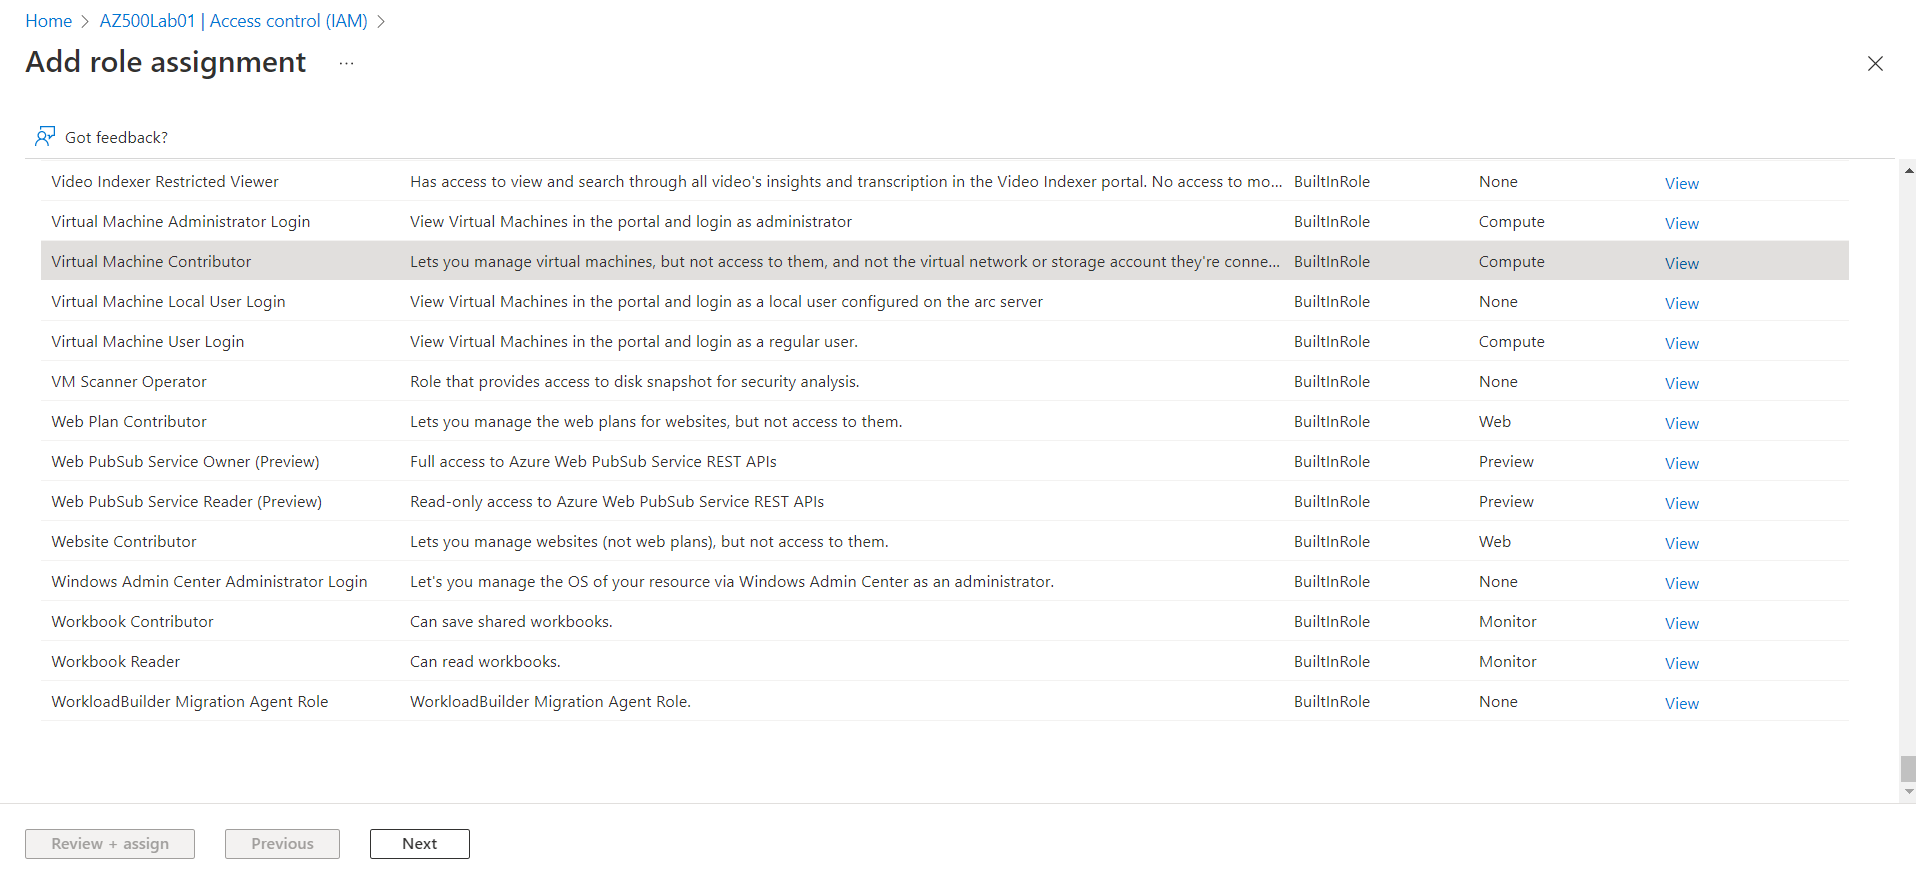 Home > AZ500Lab01 | Access control (IAM) >
Add role assignment ...
Got feedback?
Video Indexer Restricted Viewer Has access to view and search through all video's insights and transcription in the Video Indexer portal. No access to mo... BuiltInRole None View
Virtual Machine Administrator Login View Virtual Machines in the portal and login as administrator BuiltInRole Compute View
Virtual Machine Contributor Lets you manage virtual machines, but not access to them, and not the virtual network or storage account they're conne... BuiltInRole Compute View
Virtual Machine Local User Login View Virtual Machines in the portal and login as a local user configured on the arc server BuiltInRole None View
Virtual Machine User Login View Virtual Machines in the portal and login as a regular user. BuiltInRole Compute View
VM Scanner Operator Role that provides access to disk snapshot for security analysis. BuiltInRole None View
Web Plan Contributor Lets you manage the web plans for websites, but not access to them. BuiltInRole Web View
Web PubSub Service Owner (Preview) Full access to Azure Web PubSub Service REST APIs BuiltInRole Preview View
Web PubSub Service Reader (Preview) Read-only access to Azure Web PubSub Service REST APIs BuiltInRole Preview View
Website Contributor Lets you manage websites (not web plans), but not access to them. BuiltInRole Web View
Windows Admin Center Administrator Login Let's you manage the OS of your resource via Windows Admin Center as an administrator. BuiltInRole None View
Workbook Contributor Can save shared workbooks. BuiltInRole Monitor View
Workbook Reader Can read workbooks. BuiltInRole Monitor View
WorkloadBuilder Migration Agent Role WorkloadBuilder Migration Agent Role. BuiltInRole None View
Review + assign Previous Next